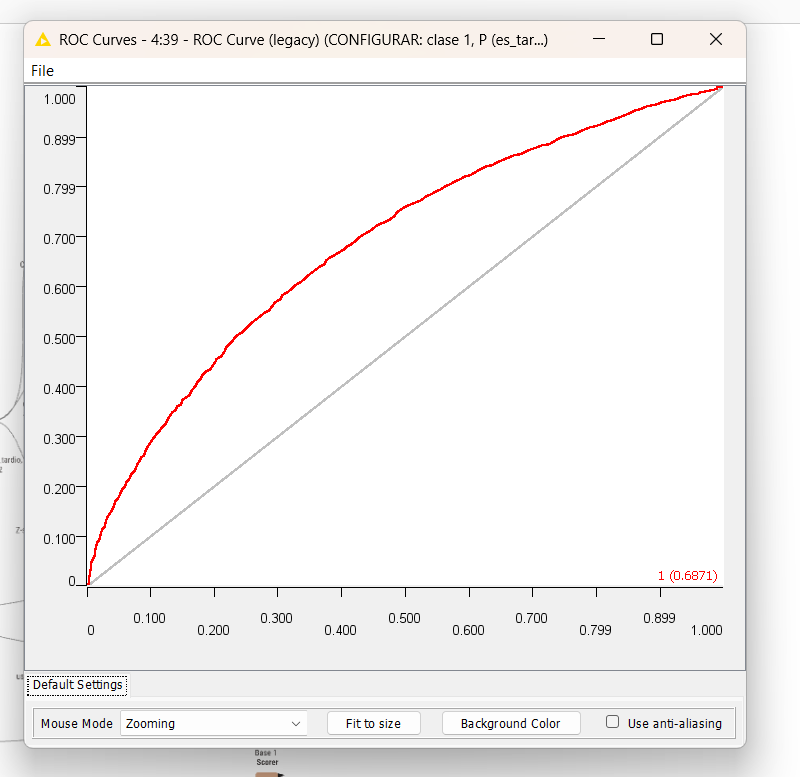 ROC Curves - 4:39 - ROC Curve (legacy) (CONFIGURAR: clase 1, P (es_tar...)
File
1.000
0.899
0.799
0.700
0.600
0.500
0.400
0.300
0.200
0.100
0
1 (0.6871)
0 0.100 0.200 0.300 0.400 0.500 0.600 0.700 0.799 0.899 1.000
tardio,
Default Settings
Mouse Mode Zooming Fit to size Background Color Use anti-aliasing
Base 1
Scorer